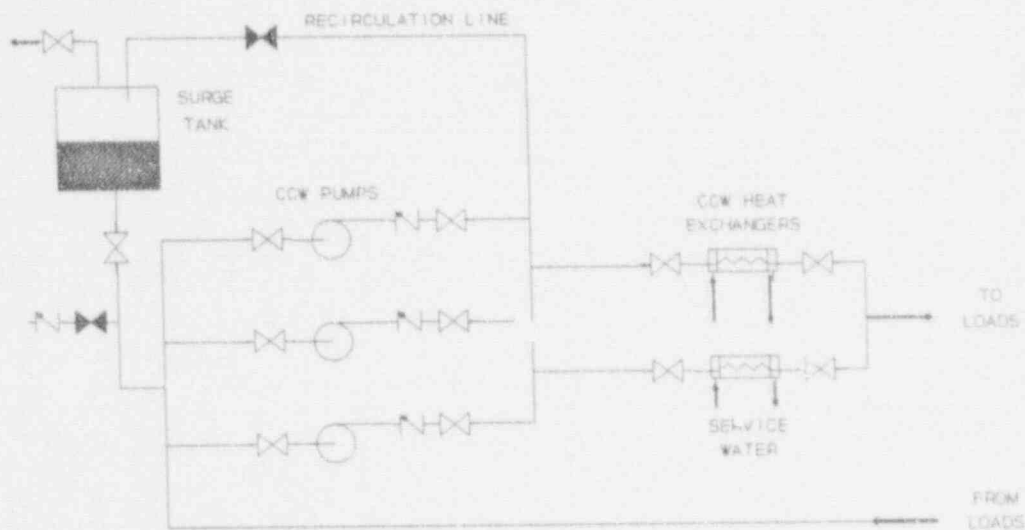 RECIRCULATION LINE
SURGE
TANK
CCW PUMPS
CCW HEAT
EXCHANGERS
TO
LOADS
SERVICE
WATER
FROM
LOADS